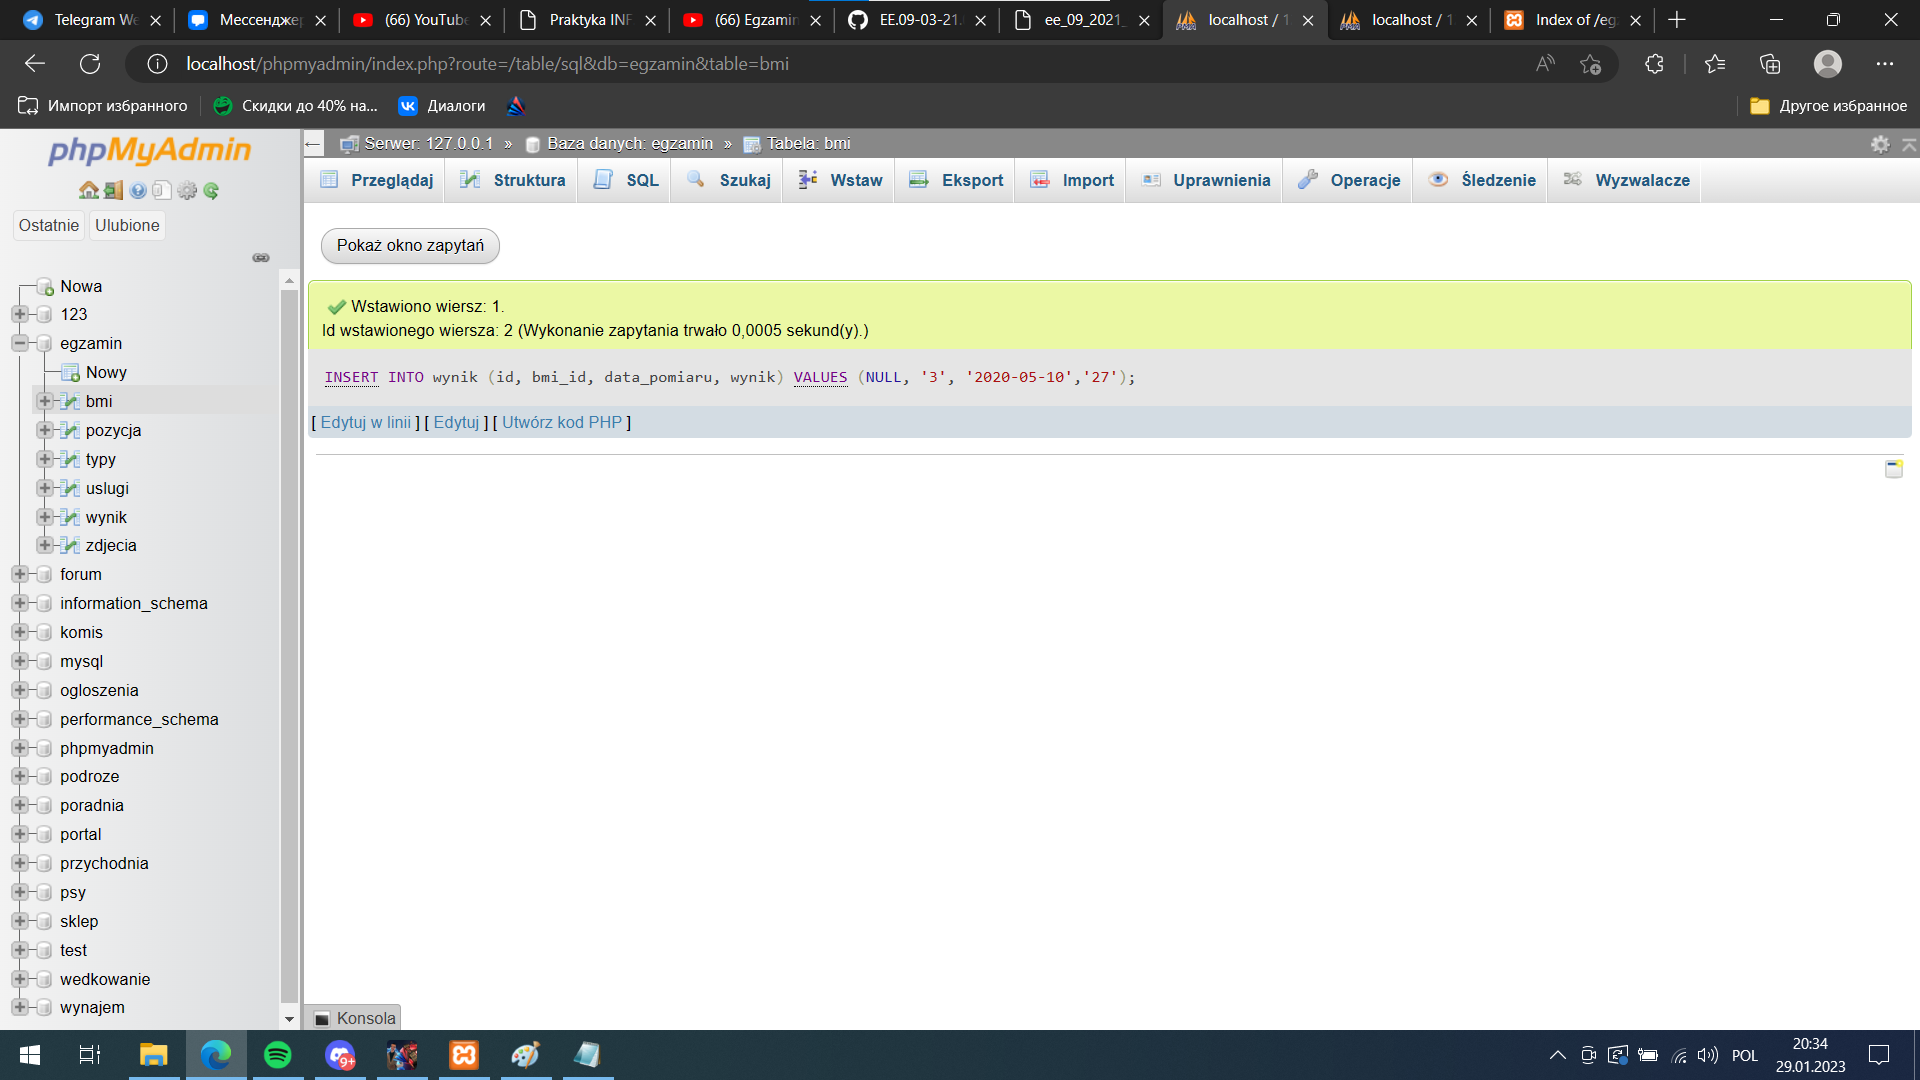 Telegram We
Мессенджер
(66) YouTube
Praktyka INF
(66) Egzamin
EE.09-03-21.
ee_09_2021_
localhost / 1
localhost / 1
Index of /eg
localhost/phpmyadmin/index.php?route=/table/sql&db=egzamin&table=bmi
Импорт избранного
Скидки до 40% на...
Диалоги
Другое избранное
phpMyAdmin
Ostatnie
Ulubione
Nowa
123
egzamin
Nowy
bmi
pozycja
typy
uslugi
wynik
zdjecia
forum
information_schema
komis
mysql
ogloszenia
performance_schema
phpmyadmin
podroze
poradnia
portal
przychodnia
psy
sklep
test
wedkowanie
wynajem
Serwer: 127.0.0.1 » Baza danych: egzamin » Tabela: bmi
Przeglądaj
Struktura
SQL
Szukaj
Wstaw
Eksport
Import
Uprawnienia
Operacje
Śledzenie
Wyzwalacze
Pokaż okno zapytań
Wstawiono wiersz: 1.
Id wstawionego wiersza: 2 (Wykonanie zapytania trwało 0,0005 sekund(y).)
INSERT INTO wynik (id, bmi_id, data_pomiaru, wynik) VALUES (NULL, '3', '2020-05-10','27');
[ Edytuj w linii ] [ Edytuj ] [ Utwórz kod PHP ]
Konsola
9+
POL
20:34
29.01.2023